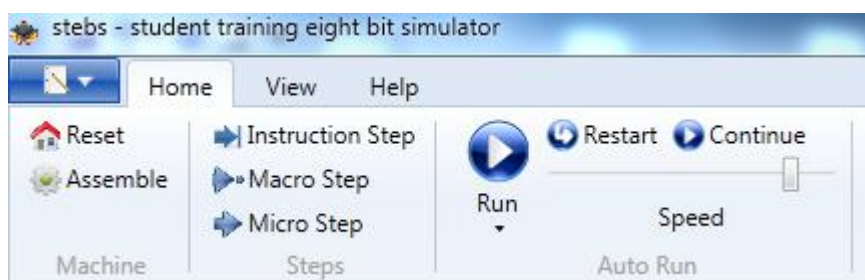 stebs - student training eight bit simulator
Home View Help
Reset
Assemble
Machine
Instruction Step
Macro Step
Micro Step
Steps
Run
Restart Continue
Speed
Auto Run